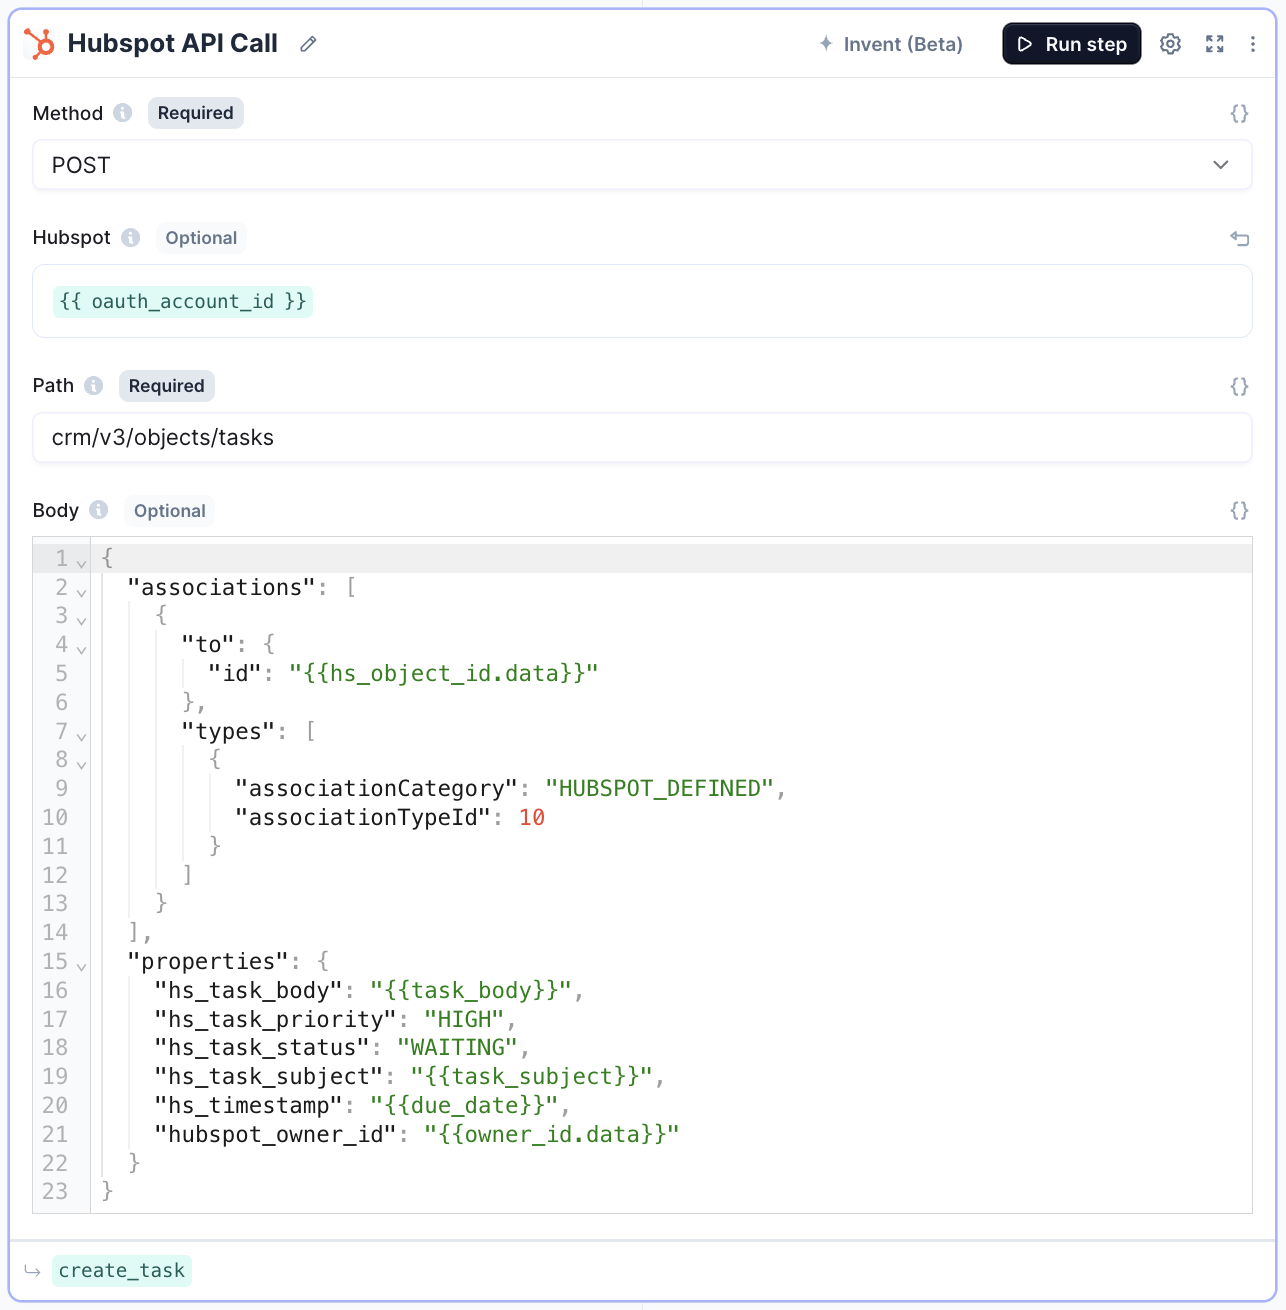 Hubspot API Call
Invent (Beta)
Run step
Method Required {}
POST
Hubspot Optional
{{ oauth_account_id }}
Path Required {}
crm/v3/objects/tasks
Body Optional {}
1 {
2   "associations": [
3     {
4       "to": {
5         "id": "{{hs_object_id.data}}"
6       },
7       "types": [
8         {
9           "associationCategory": "HUBSPOT_DEFINED",
10           "associationTypeId": 10
11         }
12       ]
13     }
14   ],
15   "properties": {
16     "hs_task_body": "{{task_body}}",
17     "hs_task_priority": "HIGH",
18     "hs_task_status": "WAITING",
19     "hs_task_subject": "{{task_subject}}",
20     "hs_timestamp": "{{due_date}}",
21     "hubspot_owner_id": "{{owner_id.data}}"
22   }
23 }
create_task